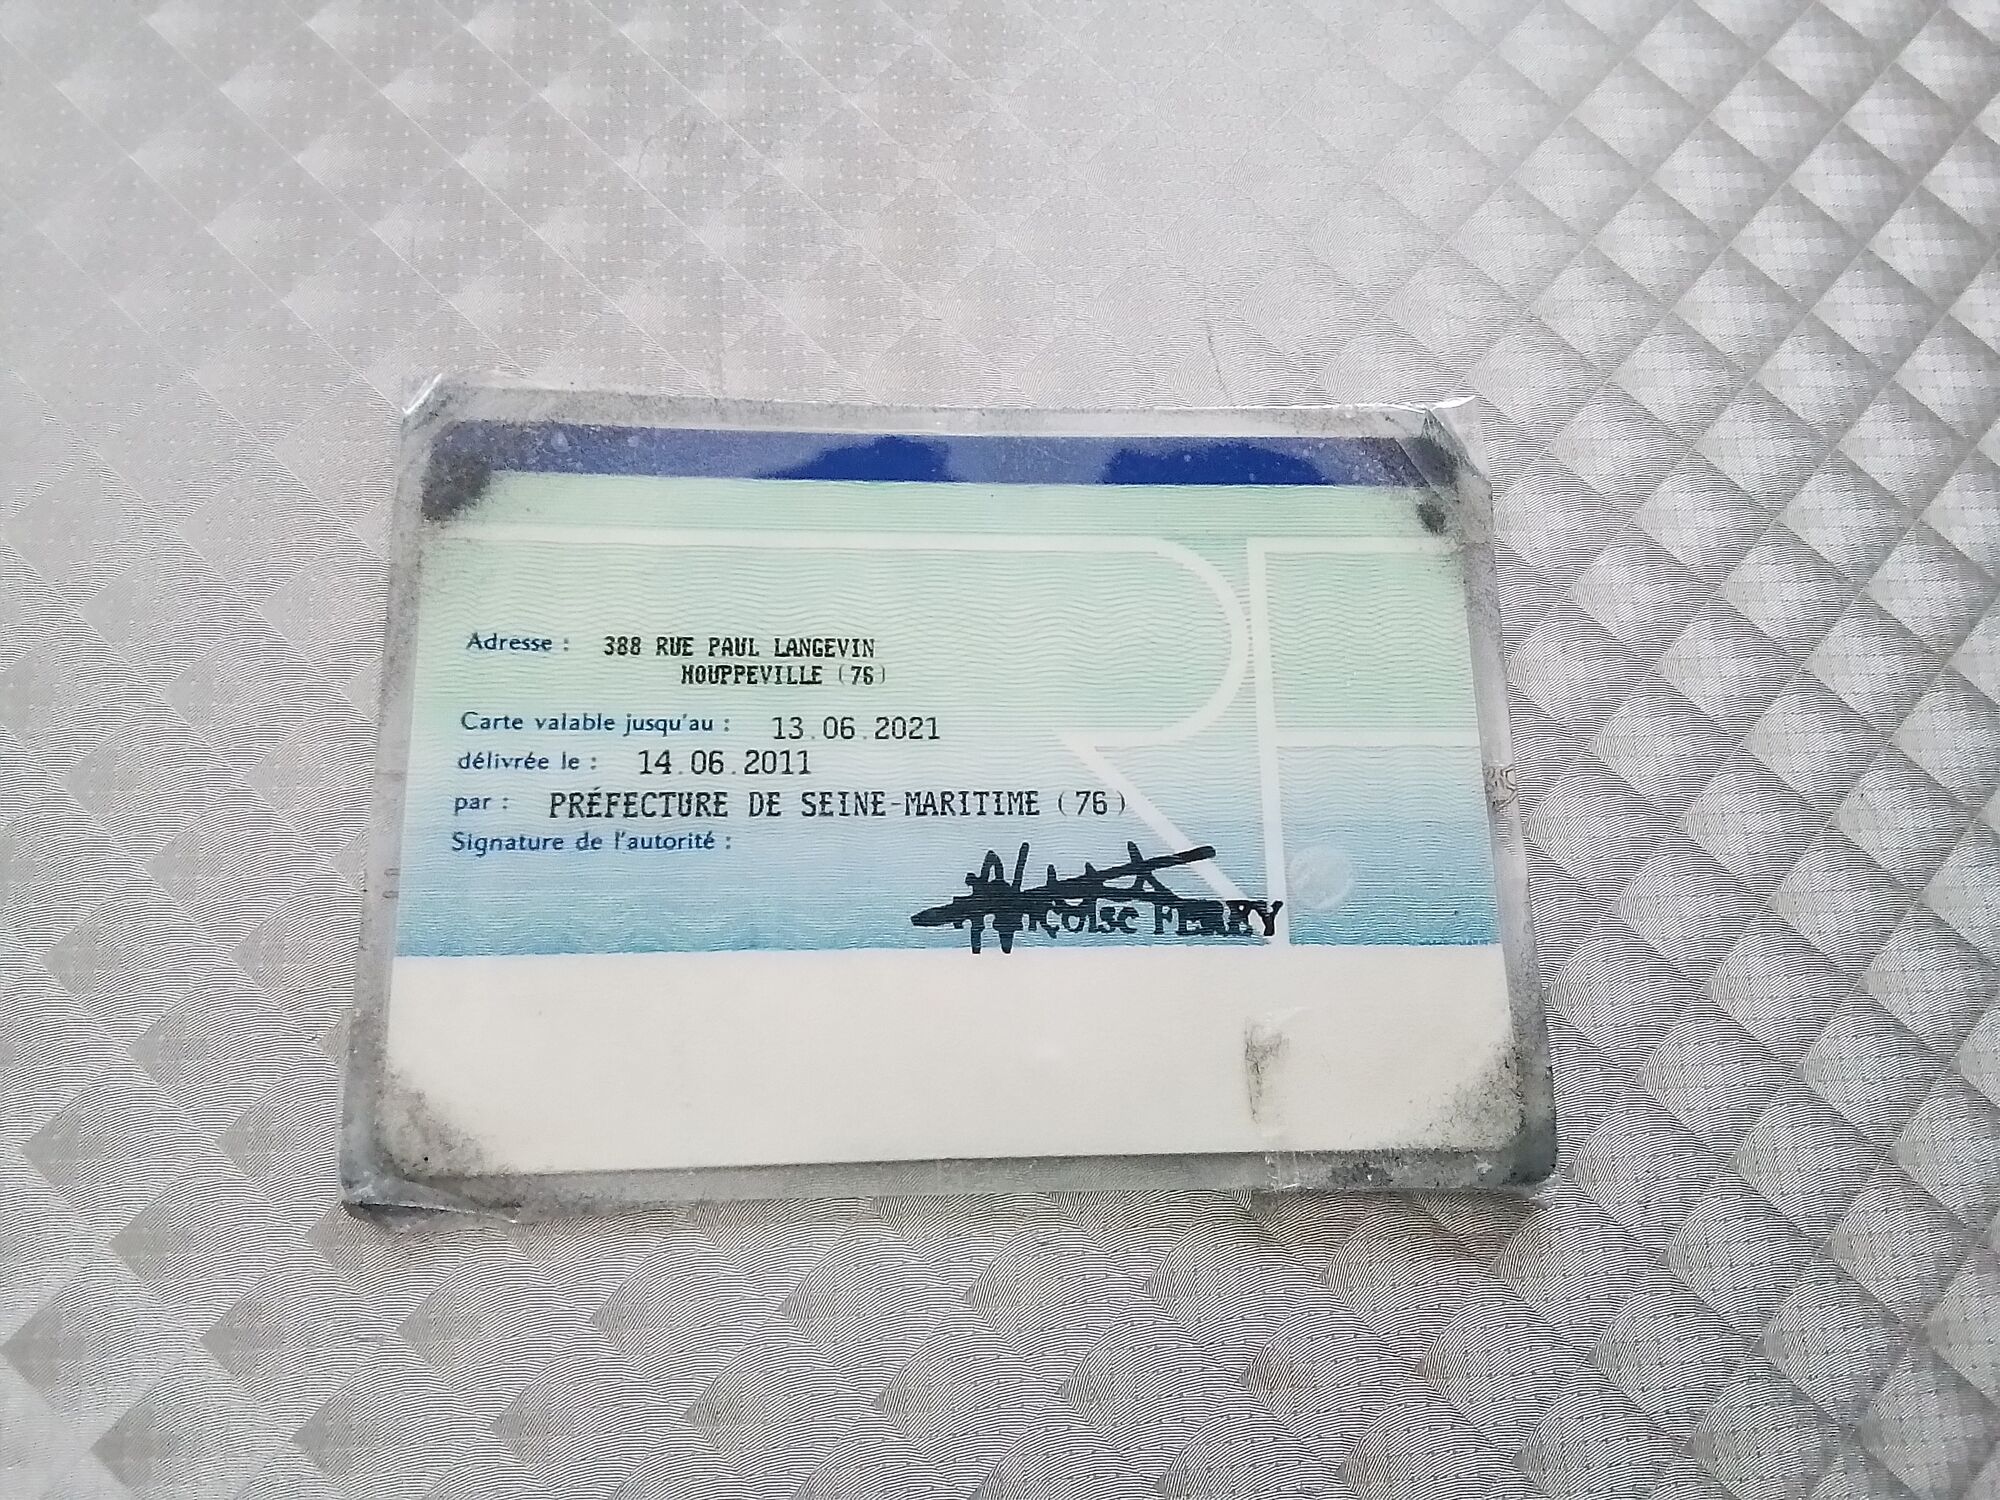 Adresse : 388 RUE PAUL LANGEVIN
HOUPPEVILLE (76)
Carte valable jusqu'au : 13.06.2021
délivrée le : 14.06.2011
par : PRÉFECTURE DE SEINE-MARITIME (76)
Signature de l'autorité :
RF